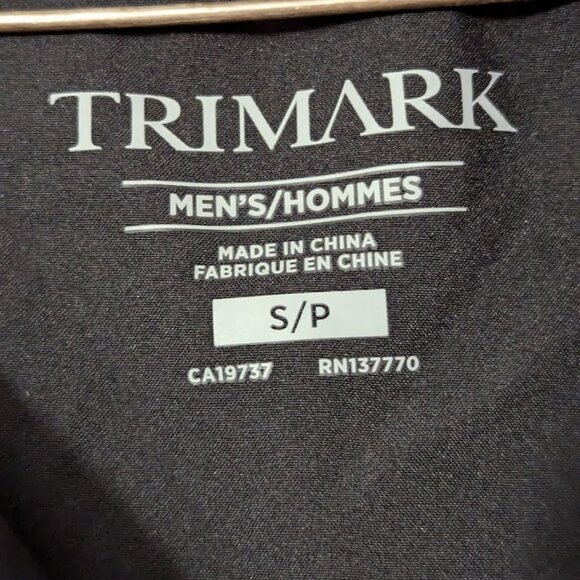 TRIMARK
MEN'S/HOMMES
MADE IN CHINA
FABRIQUE EN CHINE
S/P
CA19737 RN137770